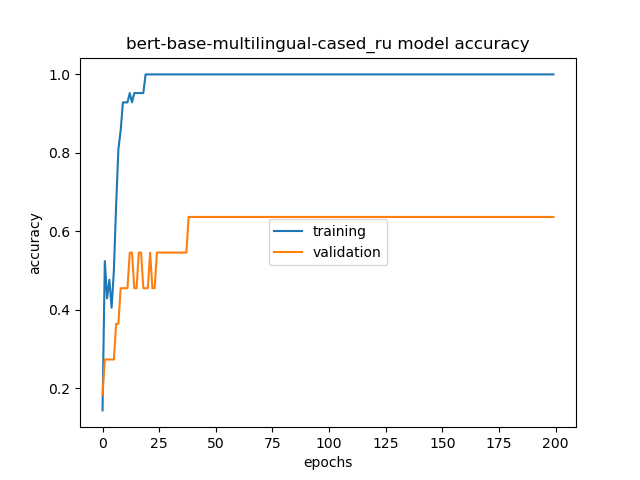 bert-base-multilingual-cased_ru model accuracy
1.0
0.8
0.6
0.4
0.2
accuracy
training
validation
0 25 50 75 100 125 150 175 200
epochs